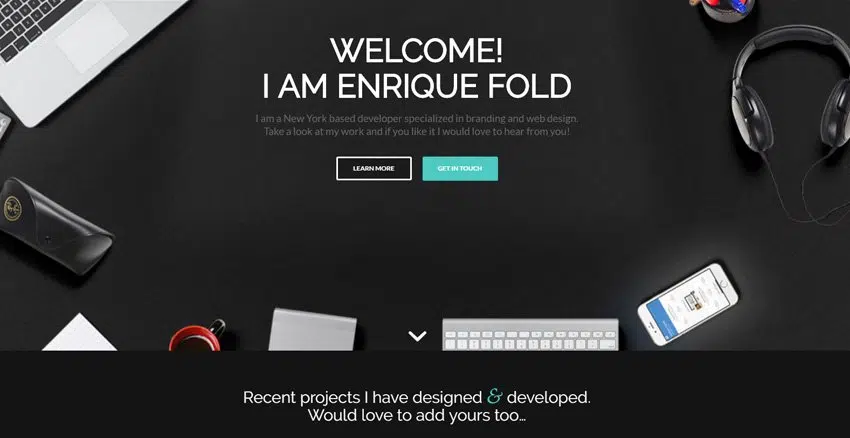 WELCOME!
I AM ENRIQUE FOLD
I am a New York based developer specialized in branding and web design.
Take a look at my work and if you like it I would love to hear from you!
LEARN MORE
GET IN TOUCH
Recent projects I have designed & developed.
Would love to add yours too...